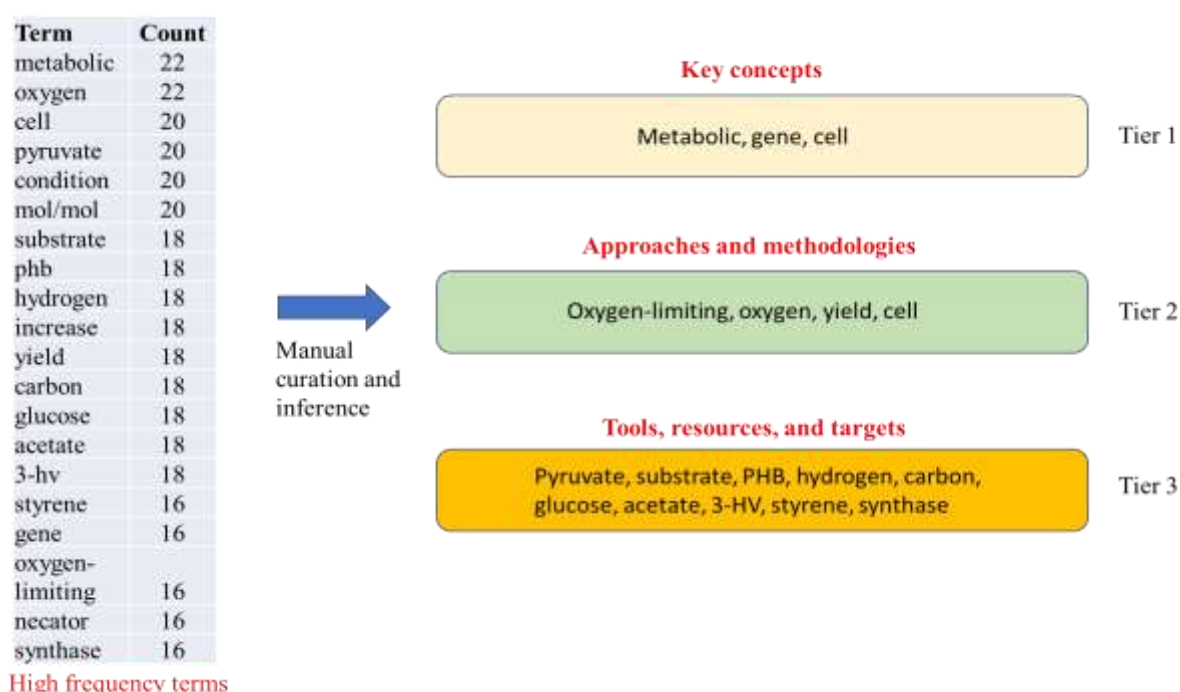 Term Count
metabolic 22
oxygen 22
cell 20
pyruvate 20
condition 20
mol/mol 20
substrate 18
phb 18
hydrogen 18
increase 18
yield 18
carbon 18
glucose 18
acetate 18
3-hv 18
styrene 16
gene 16
oxygen-
limiting 16
necator 16
synthase 16
High frequency terms
Manual
curation and
inference
Key concepts
Metabolic, gene, cell
Tier 1
Approaches and methodologies
Oxygen-limiting, oxygen, yield, cell
Tier 2
Tools, resources, and targets
Pyruvate, substrate, PHB, hydrogen, carbon,
glucose, acetate, 3-HV, styrene, synthase
Tier 3